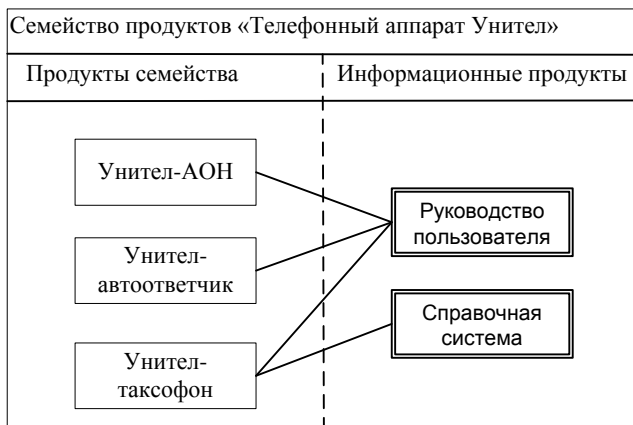 Семейство продуктов «Телефонный аппарат Унител»
Продукты семейства
Информационные продукты
Унител-АОН
Руководство
пользователя
Унител-
автоответчик
Справочная
система
Унител-
таксофон